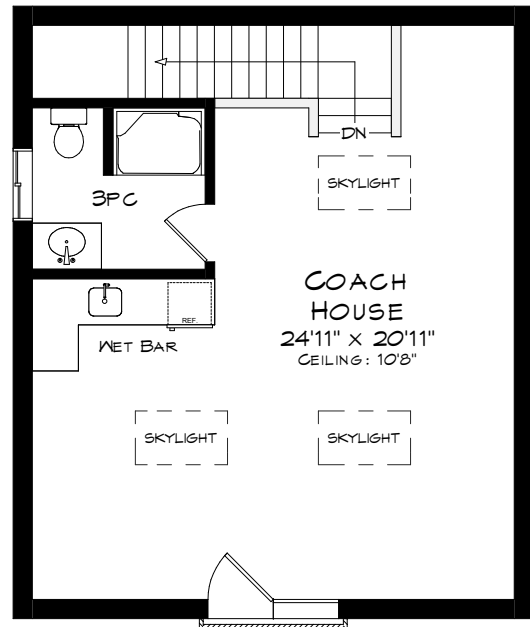 DN
SKYLIGHT
3PC
COACH
HOUSE
24'11" x 20'11"
CEILING: 10'8"
REF.
WET BAR
SKYLIGHT
SKYLIGHT